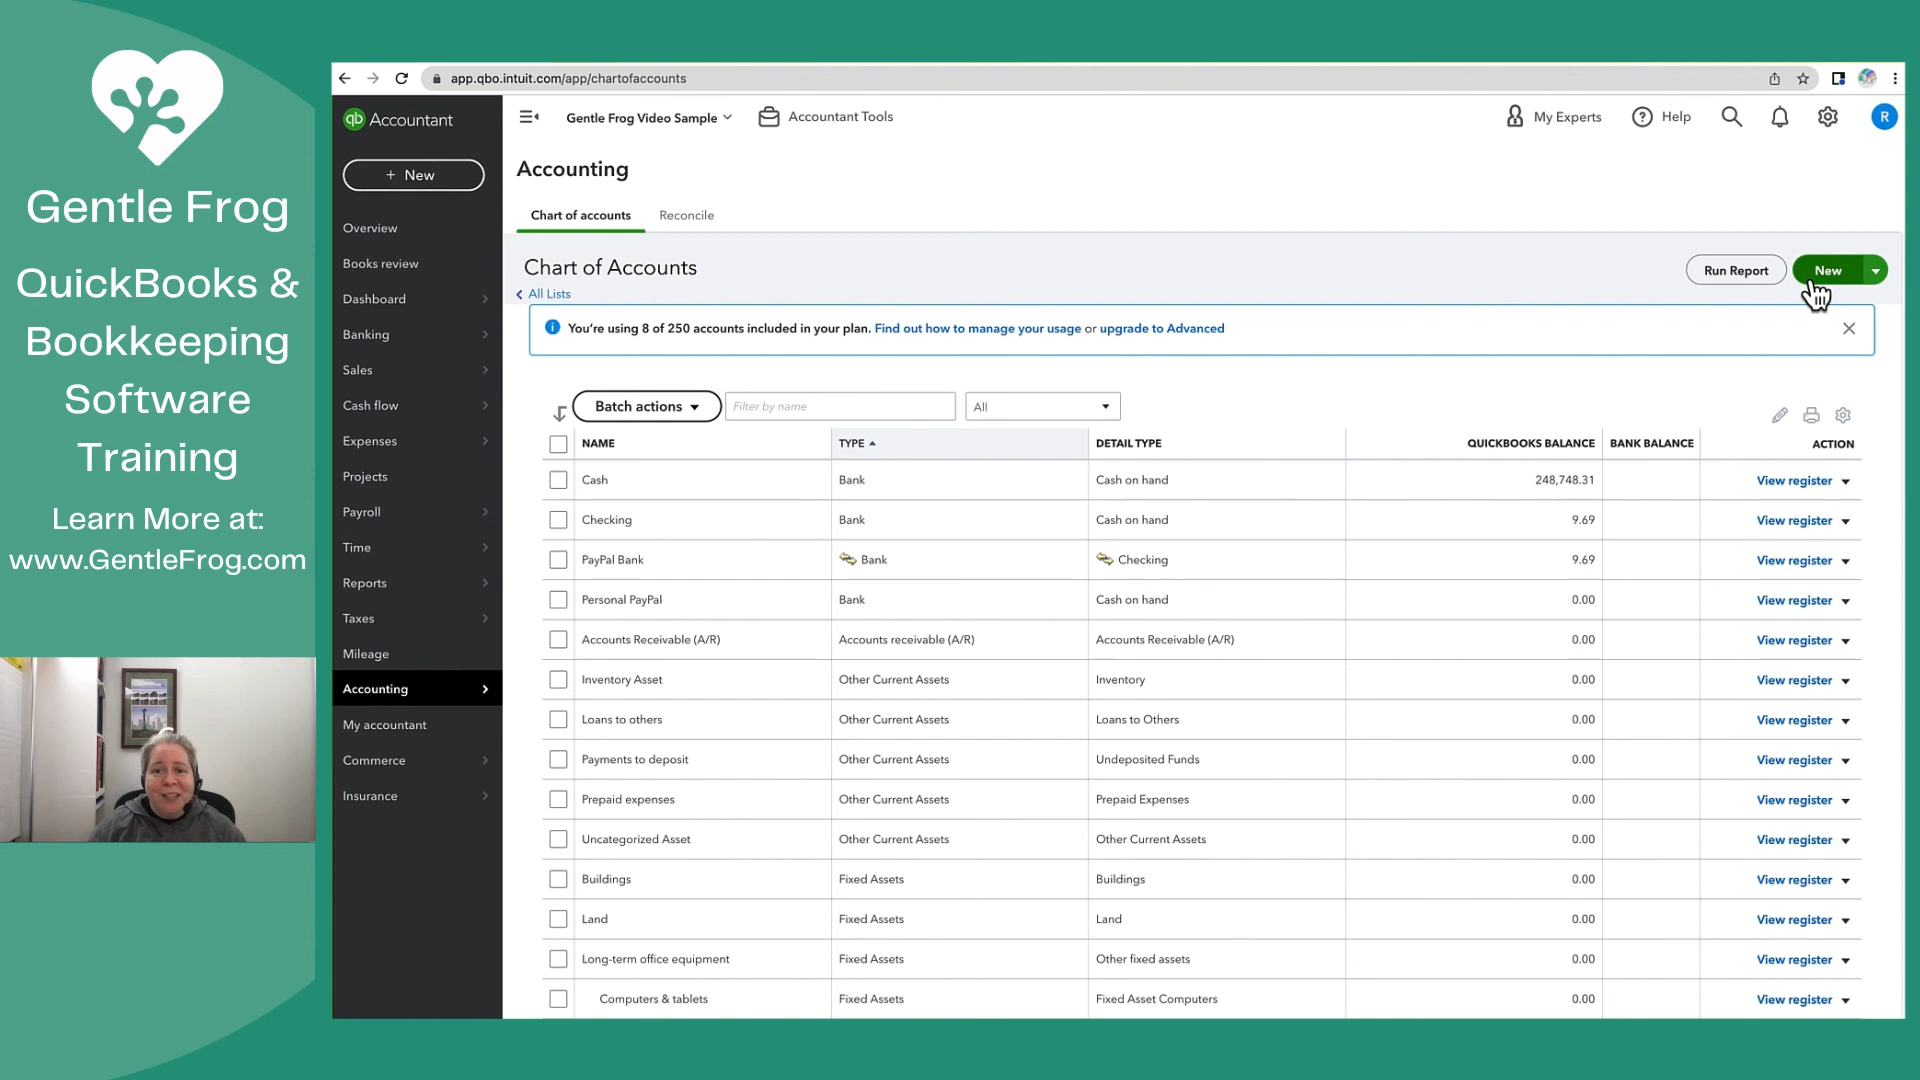 Gentle Frog
QuickBooks &
Bookkeeping
Software
Training
Learn More at:
www.GentleFrog.com
app.qbo.intuit.com/app/chartofaccounts
qb Accountant
Gentle Frog Video Sample
Accountant Tools
My Experts
Help
R
+ New
Overview
Books review
Dashboard
Banking
Sales
Cash flow
Expenses
Projects
Payroll
Time
Reports
Taxes
Mileage
Accounting
My accountant
Commerce
Insurance
Accounting
Chart of accounts Reconcile
Chart of Accounts
All Lists
Run Report New
You're using 8 of 250 accounts included in your plan. Find out how to manage your usage or upgrade to Advanced
Batch actions Filter by name All
NAME TYPE DETAIL TYPE QUICKBOOKS BALANCE BANK BALANCE ACTION
Cash Bank Cash on hand 248,748.31 View register
Checking Bank Cash on hand 9.69 View register
PayPal Bank Bank Checking 9.69 View register
Personal PayPal Bank Cash on hand 0.00 View register
Accounts Receivable (A/R) Accounts receivable (A/R) Accounts Receivable (A/R) 0.00 View register
Inventory Asset Other Current Assets Inventory 0.00 View register
Loans to others Other Current Assets Loans to Others 0.00 View register
Payments to deposit Other Current Assets Undeposited Funds 0.00 View register
Prepaid expenses Other Current Assets Prepaid Expenses 0.00 View register
Uncategorized Asset Other Current Assets Other Current Assets 0.00 View register
Buildings Fixed Assets Buildings 0.00 View register
Land Fixed Assets Land 0.00 View register
Long-term office equipment Fixed Assets Other fixed assets 0.00 View register
Computers & tablets Fixed Assets Fixed Asset Computers 0.00 View register